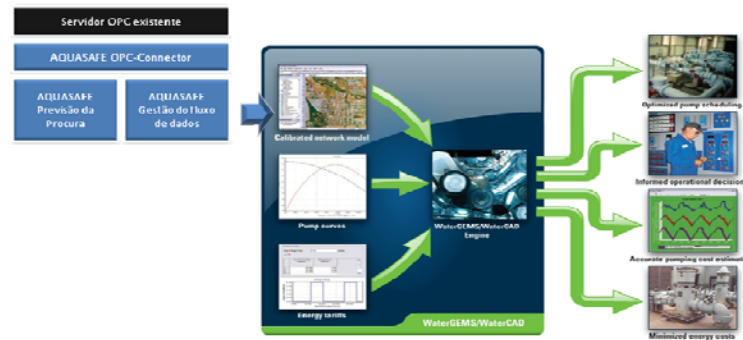 Servidor OPC existente
AQUASAFE OPC-Connector
AQUASAFE
Previsão da
Procura
AQUASAFE
Gestão do fluxo
de dados
Calibrated network model
Pump curves
Energy tariffs
WaterGEMS/WaterCAD
Engine
WaterGEMS/WaterCAD
Optimized pump scheduling
Informed operational decision
Accurate pumping cost estimati
Minimized energy costs